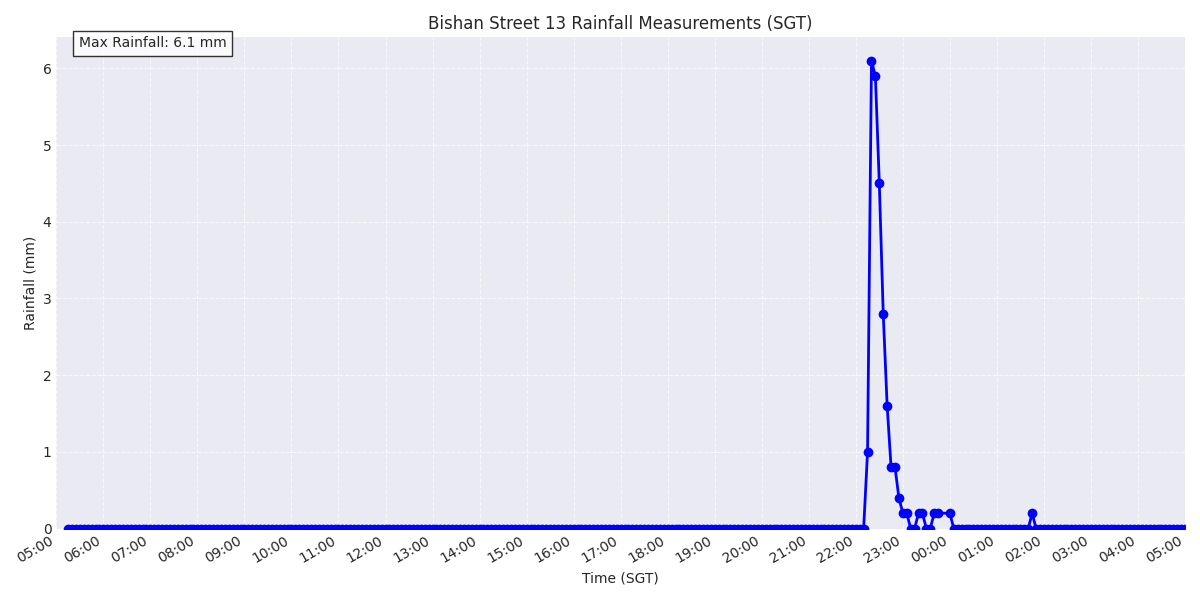 Bishan Street 13 Rainfall Measurements (SGT)
Max Rainfall: 6.1 mm
Rainfall (mm)
6
5
4
3
2
1
0
05:00 06:00 07:00 08:00 09:00 10:00 11:00 12:00 13:00 14:00 15:00 16:00 17:00 18:00 19:00 20:00 21:00 22:00 23:00 00:00 01:00 02:00 03:00 04:00 05:00
Time (SGT)